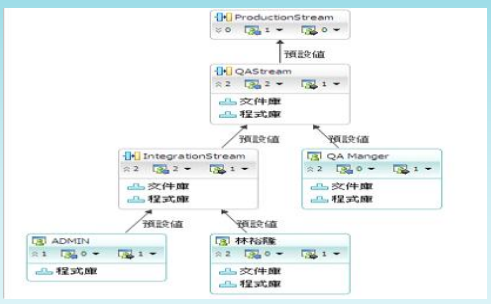 ProductionStream
0 1 0
預設值
QAStream
2 2 1
文件庫
程式庫
預設值 預設值
IntegrationStream
2 2 1
文件庫
程式庫
QA Manger
2 0 1
文件庫
程式庫
預設值 預設值
ADMIN
1 0 1
程式庫
林裕隆
2 0 1
文件庫
程式庫